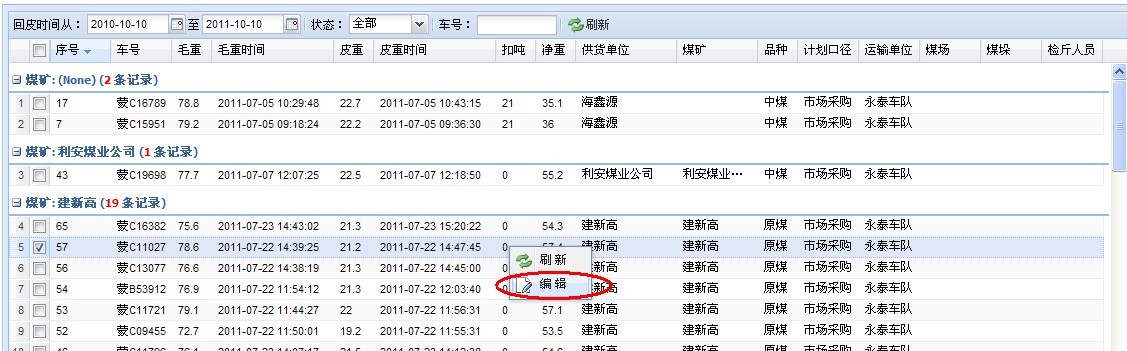 回皮时间从： 2010-10-10 至 2011-10-10 状态： 全部 车号： 刷新
序号 车号 毛重 毛重时间 皮重 皮重时间 扣吨 净重 供货单位 煤矿 品种 计划口径 运输单位 煤场 煤垛 检斤人员
煤矿: (None) (2 条记录)
1 17 蒙C16789 78.8 2011-07-05 10:29:48 22.7 2011-07-05 10:43:15 21 35.1 海鑫源 中煤 市场采购 永泰车队
2 7 蒙C15951 79.2 2011-07-05 09:18:24 22.2 2011-07-05 09:36:30 21 36 海鑫源 中煤 市场采购 永泰车队
煤矿: 利安煤业公司 (1 条记录)
3 43 蒙C19698 77.7 2011-07-07 12:07:25 22.5 2011-07-07 12:18:50 0 55.2 利安煤业公司 利安煤业… 中煤 市场采购 永泰车队
煤矿: 建新高 (19 条记录)
4 65 蒙C16382 75.6 2011-07-23 14:43:02 21.3 2011-07-23 15:20:22 0 54.3 建新高 建新高 原煤 市场采购 永泰车队
5 57 蒙C11027 78.6 2011-07-22 14:39:25 21.2 2011-07-22 14:47:45 0 建新高 建新高 原煤 市场采购 永泰车队
刷新
6 56 蒙C13077 76.6 2011-07-22 14:38:19 21.3 2011-07-22 14:45:00 0 建新高 建新高 原煤 市场采购 永泰车队
编辑
7 54 蒙B53912 76.9 2011-07-22 11:54:12 21.3 2011-07-22 12:03:40 0 建新高 建新高 原煤 市场采购 永泰车队
8 53 蒙C11721 79.1 2011-07-22 11:44:27 22 2011-07-22 11:56:31 0 57.1 建新高 建新高 原煤 市场采购 永泰车队
9 52 蒙C09455 72.7 2011-07-22 11:50:01 19.2 2011-07-22 11:55:31 0 53.5 建新高 建新高 原煤 市场采购 永泰车队